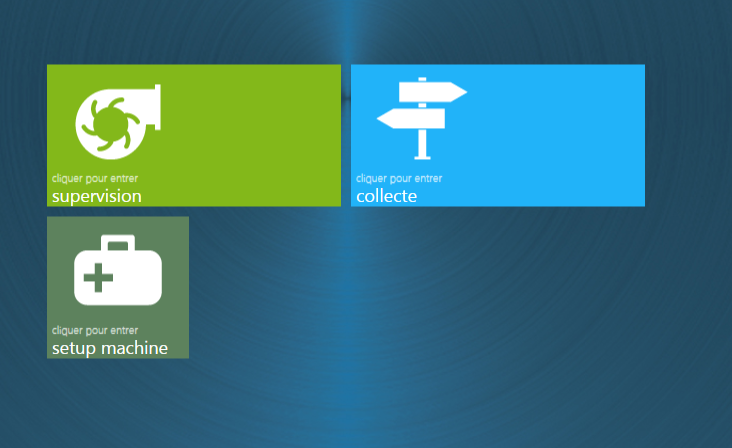 cliquer pour entrer
supervision
cliquer pour entrer
collecte
cliquer pour entrer
setup machine